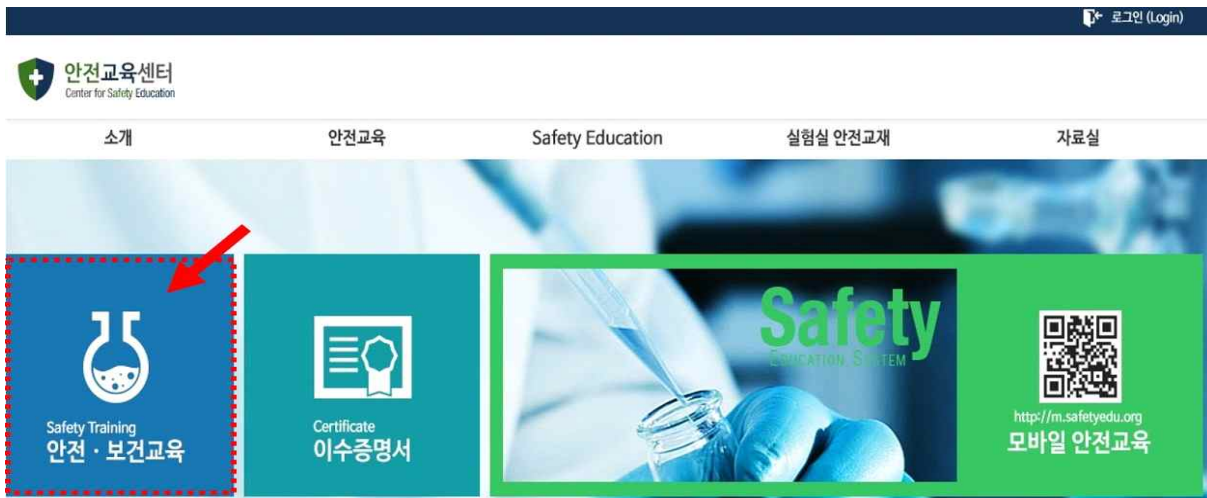 로그인 (Login)
안전교육센터
Center for Safety Education
소개
안전교육
Safety Education
실험실 안전교재
자료실
Safety Training
안전 · 보건교육
Certificate
이수증명서
Safety
EDUCATION SYSTEM
http://m.safetyedu.org
모바일 안전교육